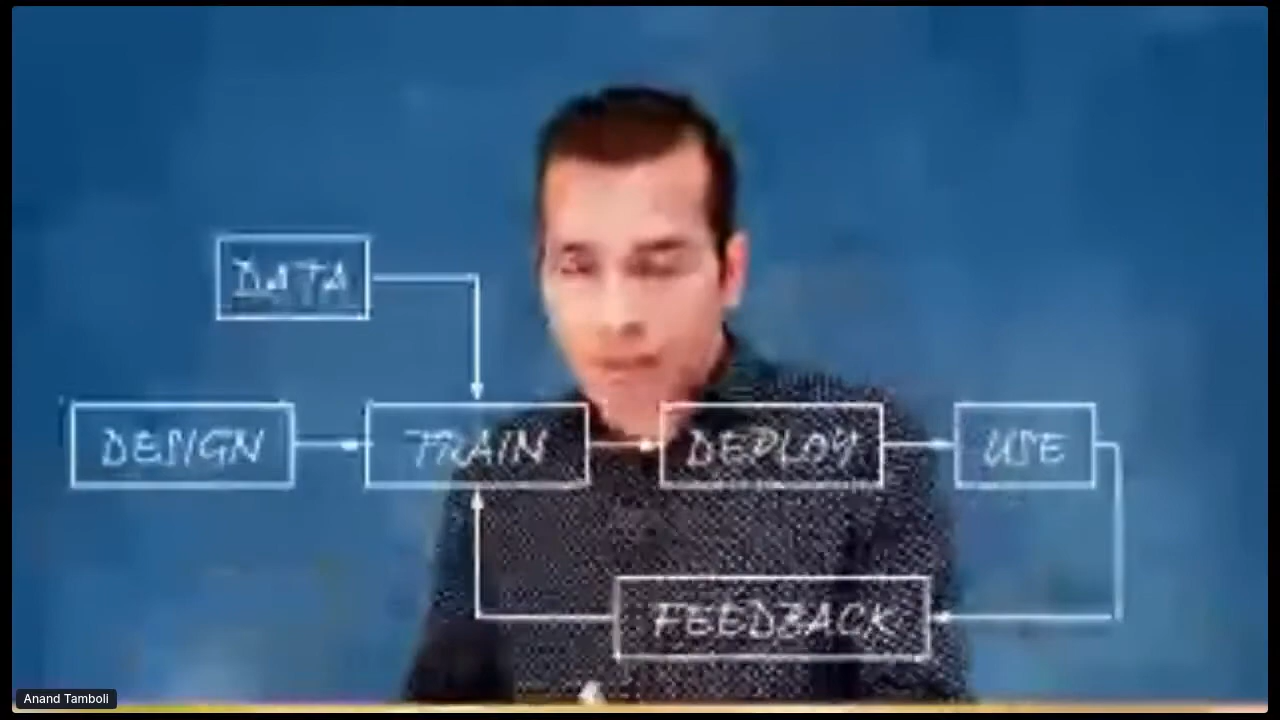 DATA
DESIGN
TRAIN
DEPLOY
USE
FEEDBACK
Anand Tamboli